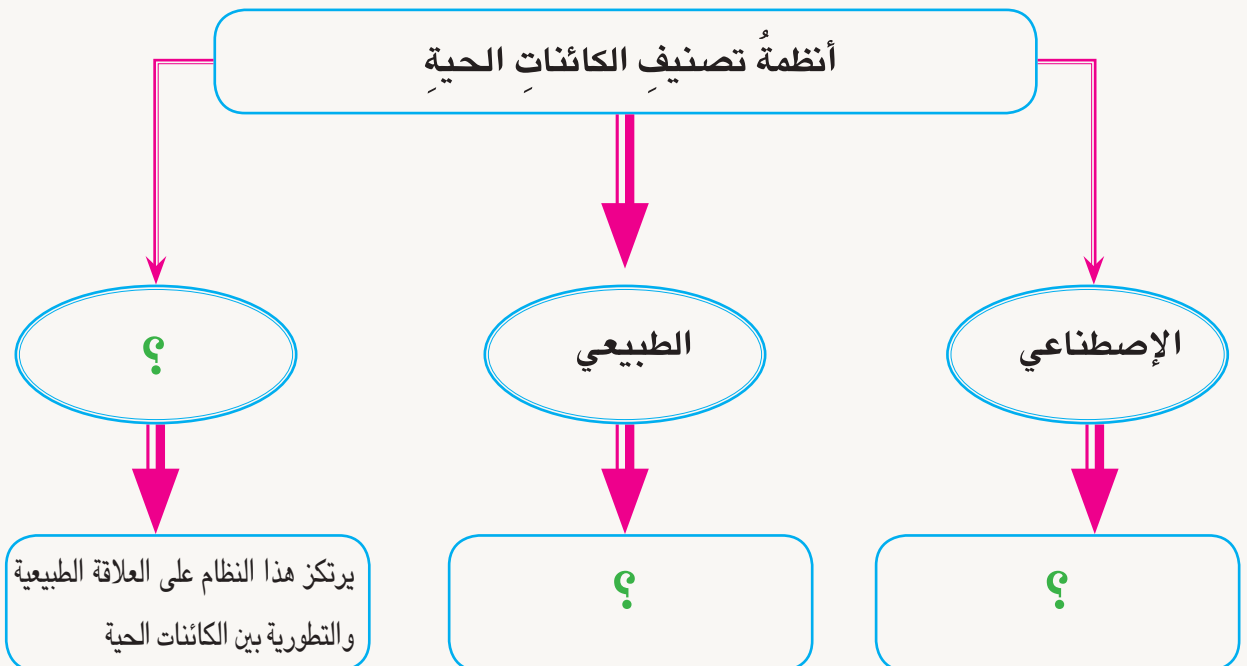 أنظمةُ تصنيفِ الكائناتِ الحيةِ
الإصطناعي
الطبيعي
؟
؟
؟
يرتكز هذا النظام على العلاقة الطبيعية
والتطورية بين الكائنات الحية